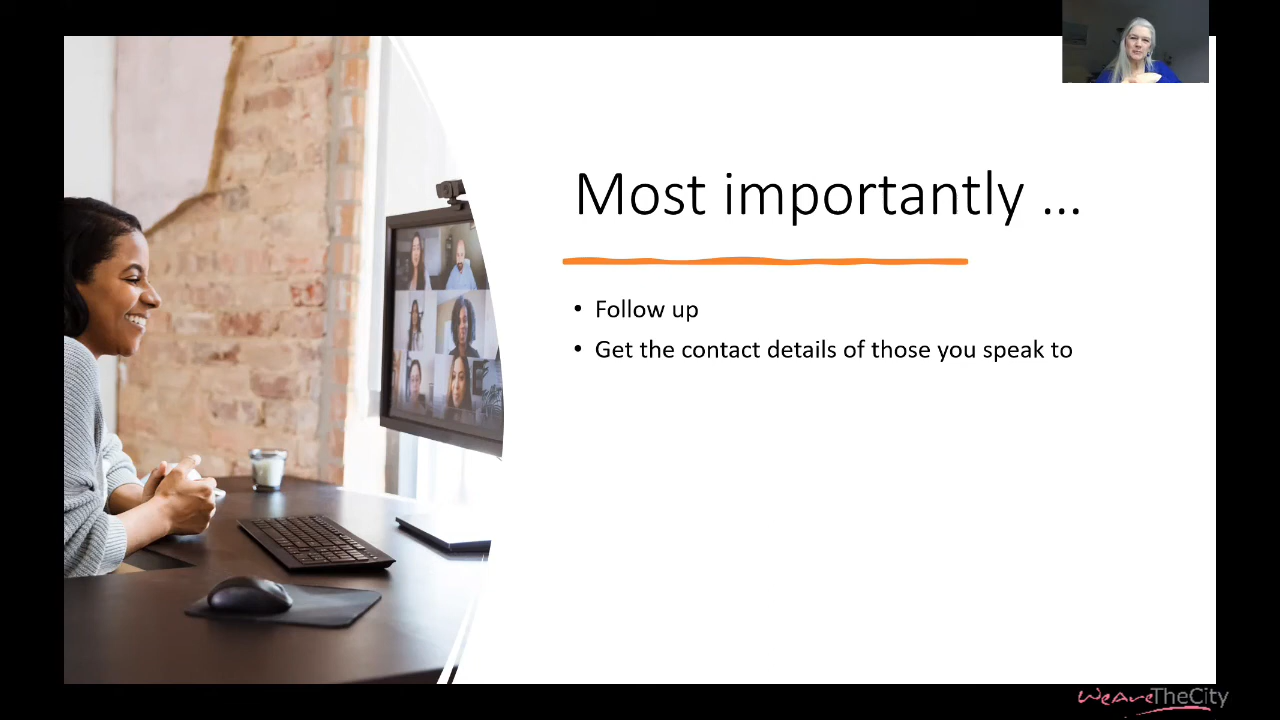 Most importantly ...
• Follow up
• Get the contact details of those you speak to
WeAreTheCity